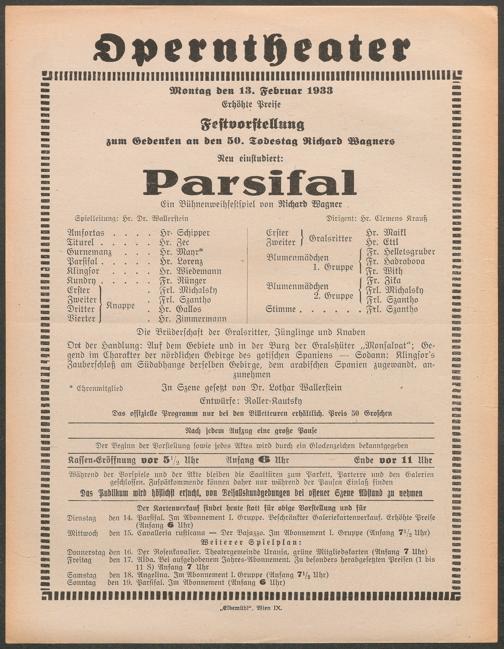 Operntheater
Montag den 13. Februar 1933
Erhöhte Preise
Festvorstellung
zum Gedenken an den 50. Todestag Richard Wagners
Neu einstudiert:
Parsifal
Ein Bühnenweihfestspiel von Richard Wagner
Spielleitung: Hr. Dr. Wallerstein
Dirigent: Hr. Clemens Krauß
Amfortas . . . . Hr. Schipper
Titurel . . . . Hr. Zec
Gurnemanz . . . . Hr. Mayr*
Parsifal . . . . Hr. Lorenz
Klingsor . . . . Hr. Wiedemann
Kundry . . . . Fr. Rünger
Erster } Knappe . . Frl. Michalsky
Zweiter } Knappe . . Frl. Szantho
Dritter } Knappe . . Hr. Gallos
Vierter } Knappe . . Hr. Zimmermann
Erster } Gralsritter Hr. Maikl
Zweiter } Gralsritter Hr. Ettl
Blumenmädchen 1. Gruppe { Fr. Helletsgruber
Fr. Hadrabova
Fr. With
Blumenmädchen 2. Gruppe { Fr. Zika
Frl. Michalsky
Frl. Szantho
Stimme . . . . . Frl. Szantho
Die Brüderschaft der Gralsritter, Jünglinge und Knaben
Ort der Handlung: Auf dem Gebiete und in der Burg der Gralshüter „Monsalvat“; Ge-
gend im Charakter der nördlichen Gebirge des gotischen Spaniens — Sodann: Klingsor's
Zauberschloß am Südabhange derselben Gebirge, dem arabischen Spanien zugewandt, an-
zunehmen
* Ehrenmitglied
In Szene gesetzt von Dr. Lothar Wallerstein
Entwürfe: Roller-Kautsky
Das offizielle Programm nur bei den Billetteuren erhältlich. Preis 50 Groschen
Nach jedem Aufzug eine große Pause
Der Beginn der Vorstellung sowie jedes Aktes wird durch ein Glockenzeichen bekanntgegeben
Kassen-Eröffnung vor 5 1/2 Uhr Anfang 6 Uhr Ende vor 11 Uhr
Während der Vorspiele und der Akte bleiben die Saaltüren zum Parkett, Parterre und den Galerien
geschlossen. Zuspätkommende können daher nur während der Pausen Einlaß finden
Das Publikum wird höflichst ersucht, von Beifallskundgebungen bei offener Szene Abstand zu nehmen
Der Kartenverkauf findet heute statt für obige Vorstellung und für
Dienstag den 14. Parsifal. Im Abonnement I. Gruppe. Beschränkter Galeriekartenverkauf. Erhöhte Preise
(Anfang 6 Uhr)
Mittwoch den 15. Cavalleria rusticana — Der Bajazzo. Im Abonnement I. Gruppe (Anfang 7 1/2 Uhr)
Weiterer Spielplan:
Donnerstag den 16. Der Rosenkavalier. Theatergemeinde Urania, grüne Mitgliedskarten (Anfang 7 Uhr)
Freitag den 17. Aida. Bei aufgehobenem Jahres-Abonnement. Zu besonders herabgesetzten Preisen (1 bis
11 S) Anfang 7 Uhr
Samstag den 18. Angelina. Im Abonnement I. Gruppe (Anfang 7 1/2 Uhr)
Sonntag den 19. Parsifal. Im Abonnement (Anfang 6 Uhr)
„Elbemühl“, Wien IX.